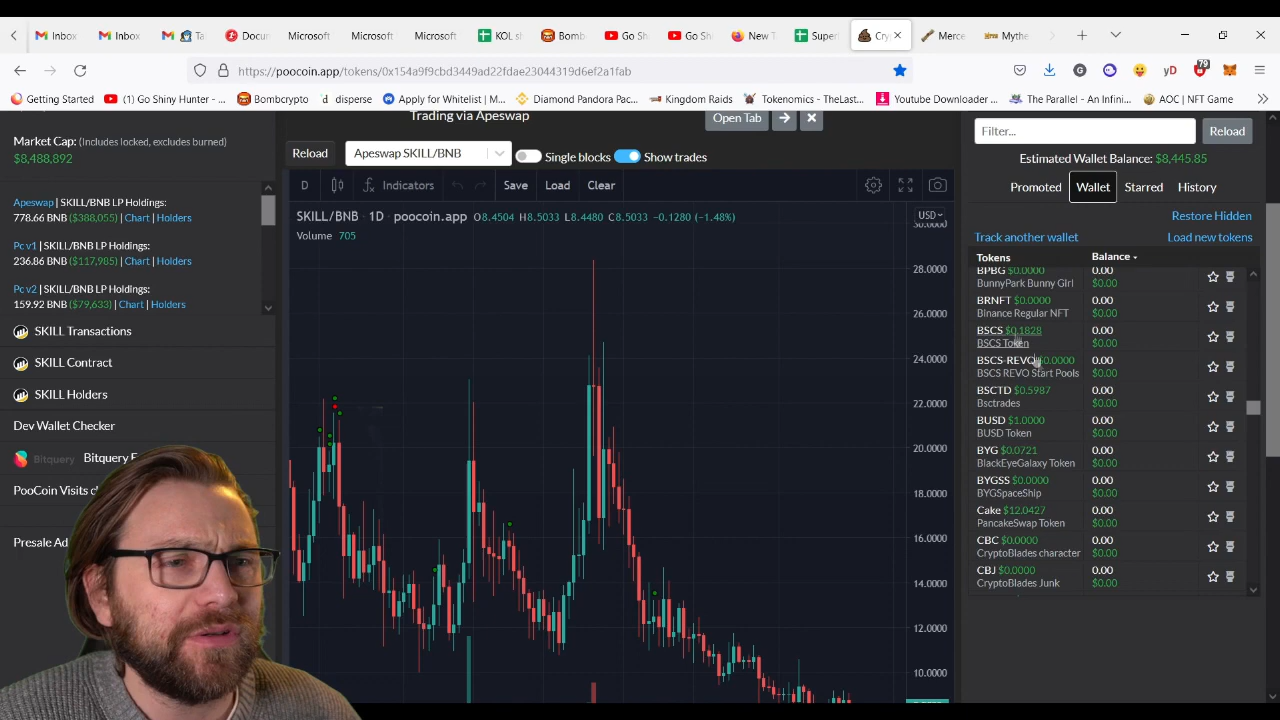 Inbox
Inbox
Ta
Docu
Microsoft
Microsoft
Microsoft
KOL s
Bomb
Go Sh
Go Sh
New T
Super
Cry
Merce
Mythe
https://poocoin.app/tokens/0x154a9f9cbd3449ad22fdae23044319d6ef2a1fab
79
yD
Getting Started
(1) Go Shiny Hunter - ...
Bombcrypto
disperse
Apply for Whitelist | M...
Diamond Pandora Pac...
Kingdom Raids
Tokenomics - TheLast...
Youtube Downloader
The Parallel - An Infini...
AOC | NFT Game
Market Cap: (Includes locked, excludes burned)
$8,488,892
Apeswap | SKILL/BNB LP Holdings:
778.66 BNB ($388,055) | Chart | Holders
Pc v1 | SKILL/BNB LP Holdings:
236.86 BNB ($117,985) | Chart | Holders
Pc v2 | SKILL/BNB LP Holdings:
159.92 BNB ($79,633) | Chart | Holders
SKILL Transactions
SKILL Contract
SKILL Holders
Dev Wallet Checker
Bitquery
Bitquery E
PooCoin Visits c
Presale Ad
Trading via Apeswap
Open Tab
Reload
Apeswap SKILL/BNB
Single blocks
Show trades
D
Indicators
Save
Load
Clear
SKILL/BNB · 1D · poocoin.app O8.4504 H8.5033 L8.4480 C8.5033 -0.1280 (-1.48%)
Volume 705
USD
30.0000
28.0000
24.0000
22.0000
20.0000
18.0000
16.0000
14.0000
12.0000
10.0000
Filter...
Reload
Estimated Wallet Balance: $8,445.85
Promoted
Wallet
Starred
History
Restore Hidden
Track another wallet
Load new tokens
Tokens
Balance
BPBG $0.0000 0.00
BunnyPark Bunny Girl $0.00
BRNFT $0.0000 0.00
Binance Regular NFT $0.00
BSCS $0.1828 0.00
BSCS Token $0.00
BSCS-REVO 0.0000 0.00
BSCS REVO Start Pools $0.00
BSCTD $0.5987 0.00
Bsctrades $0.00
BUSD $1.0000 0.00
BUSD Token $0.00
BYG $0.0721 0.00
BlackEyeGalaxy Token $0.00
BYGSS $0.0000 0.00
BYGSpaceShip $0.00
Cake $12.0427 0.00
PancakeSwap Token $0.00
CBC $0.0000 0.00
CryptoBlades character $0.00
CBJ $0.0000 0.00
CryptoBlades Junk $0.00